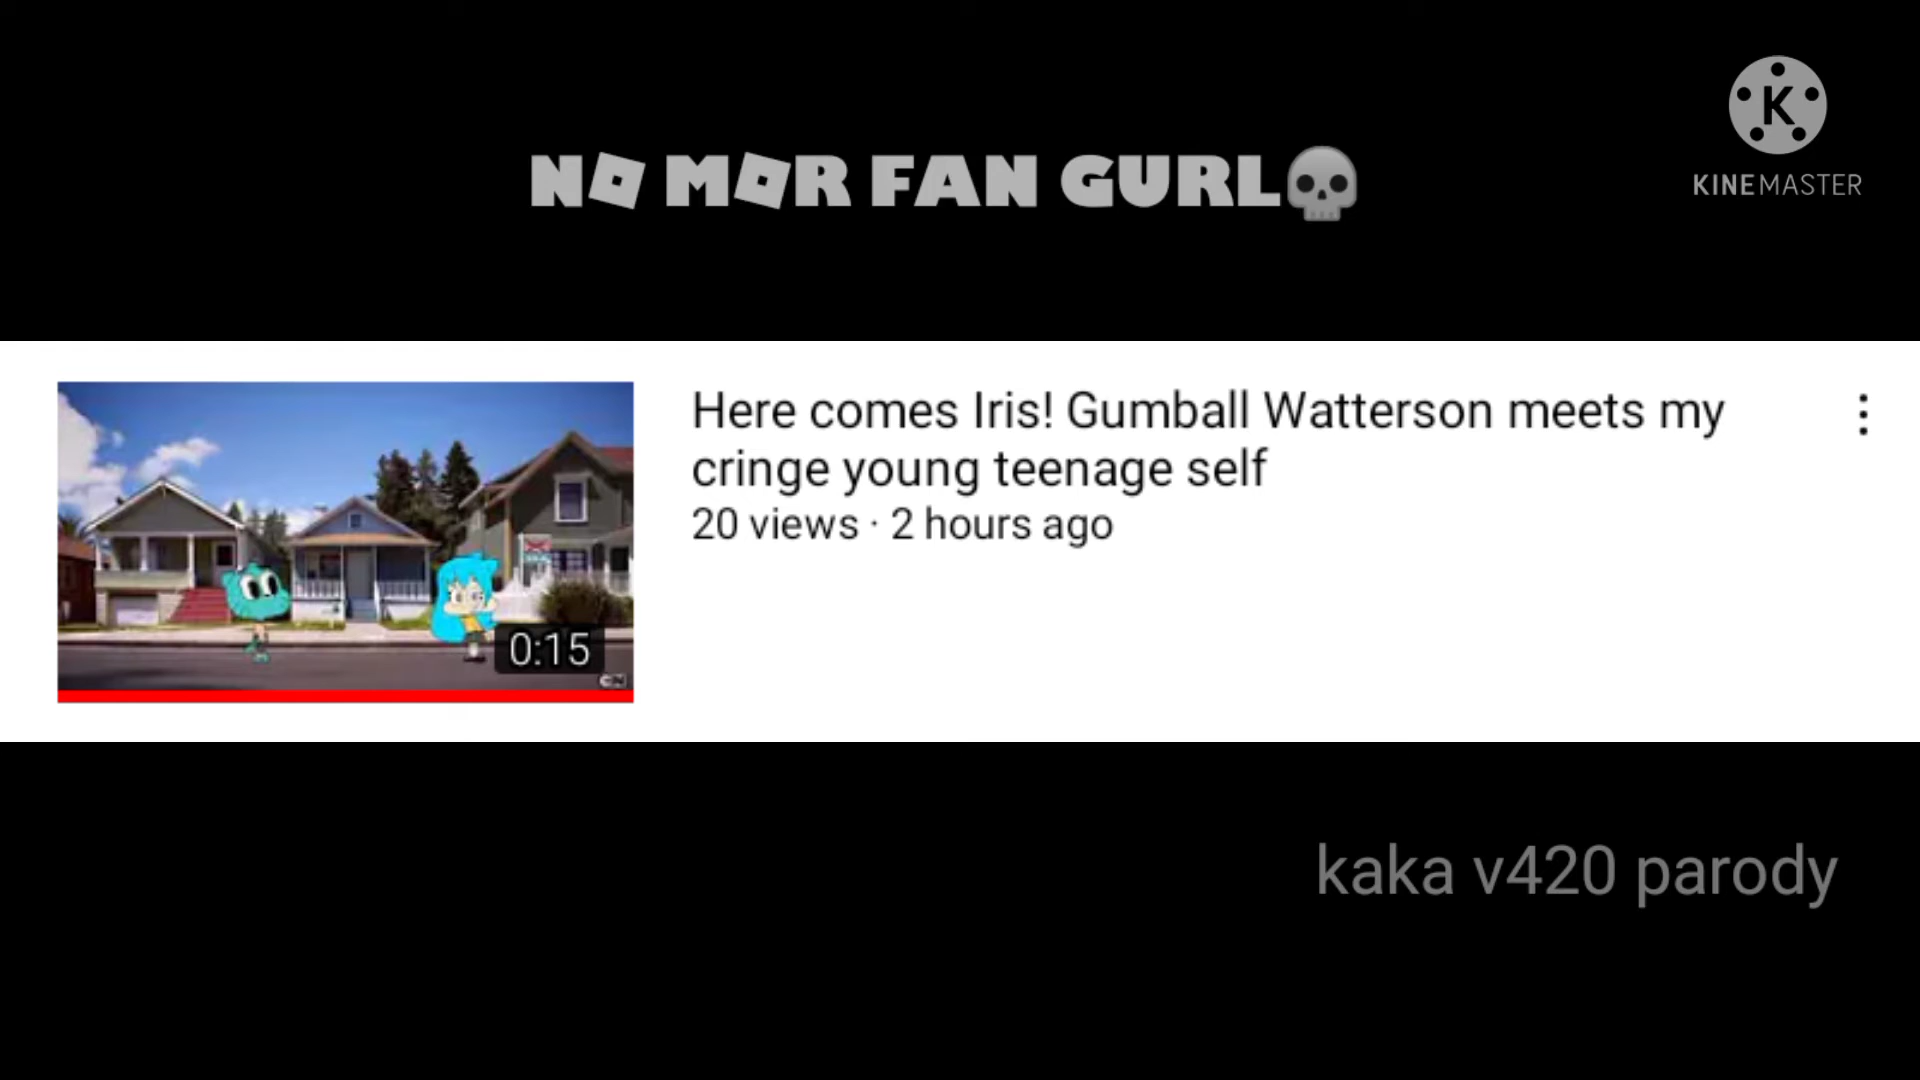 NO MOR FAN GURL💀
K
KINEMASTER
Here comes Iris! Gumball Watterson meets my
cringe young teenage self
20 views · 2 hours ago
0:15
CN
kaka v420 parody